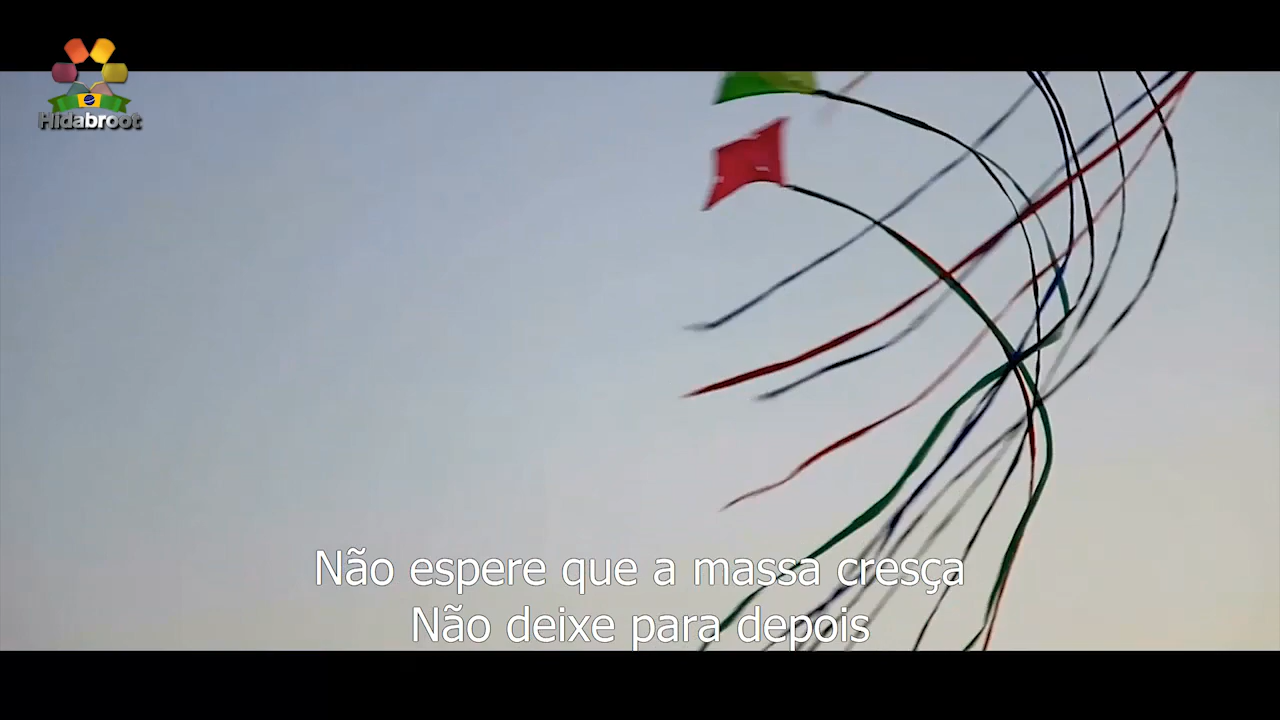 Hidabroot
Não espere que a massa cresça
Não deixe para depois